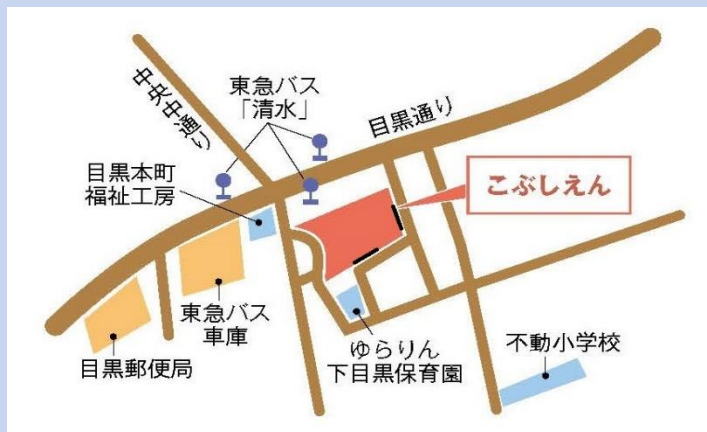 中央中通り
東急バス
「清水」
目黒通り
目黒本町
福祉工房
こぶしえん
東急バス
車庫
目黒郵便局
ゆらりん
下目黒保育園
不動小学校